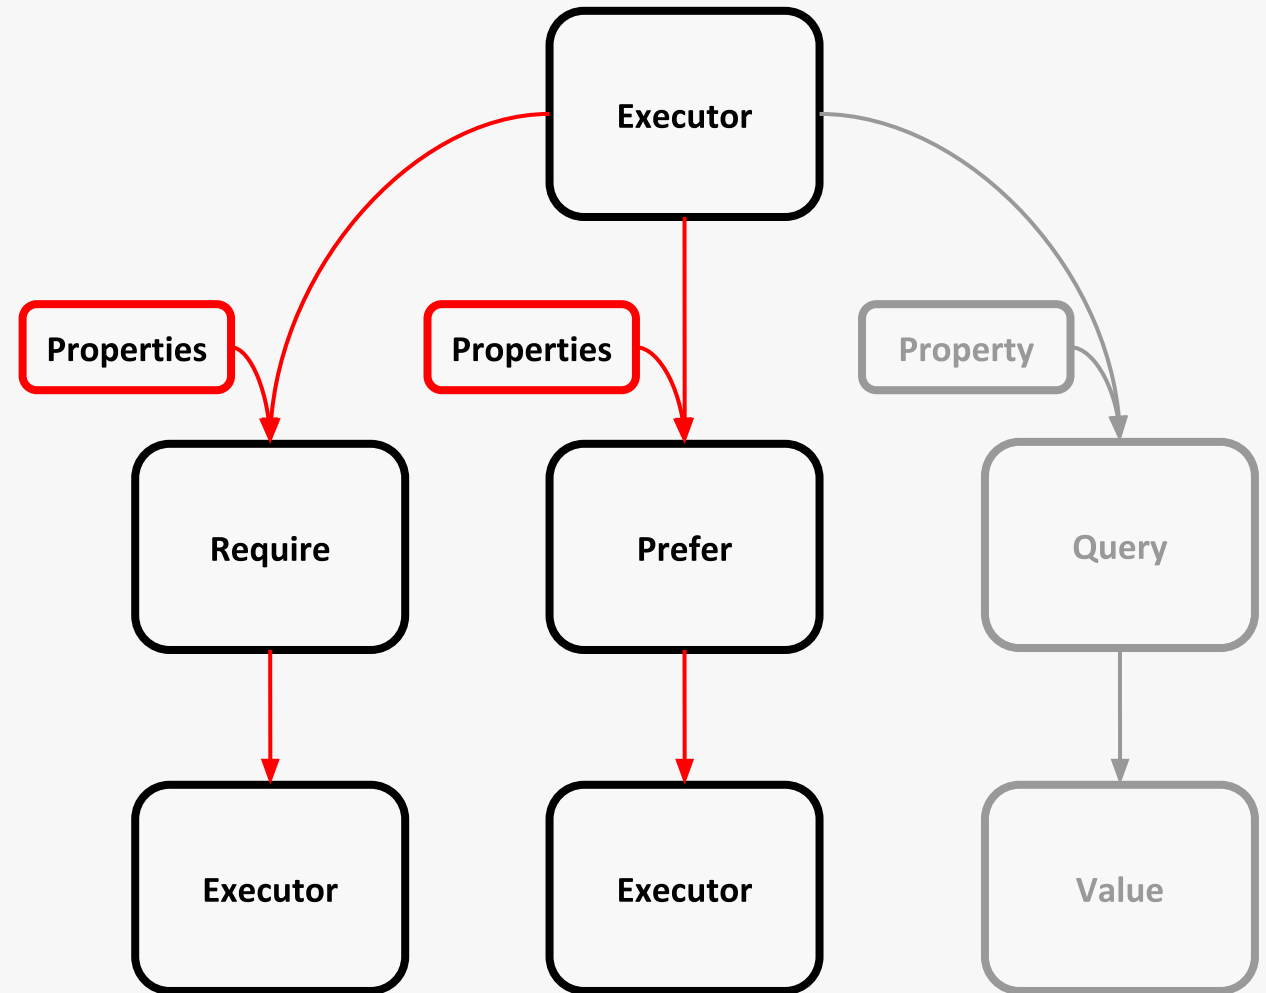 Executor
Properties
Properties
Property
Require
Prefer
Query
Executor
Executor
Value